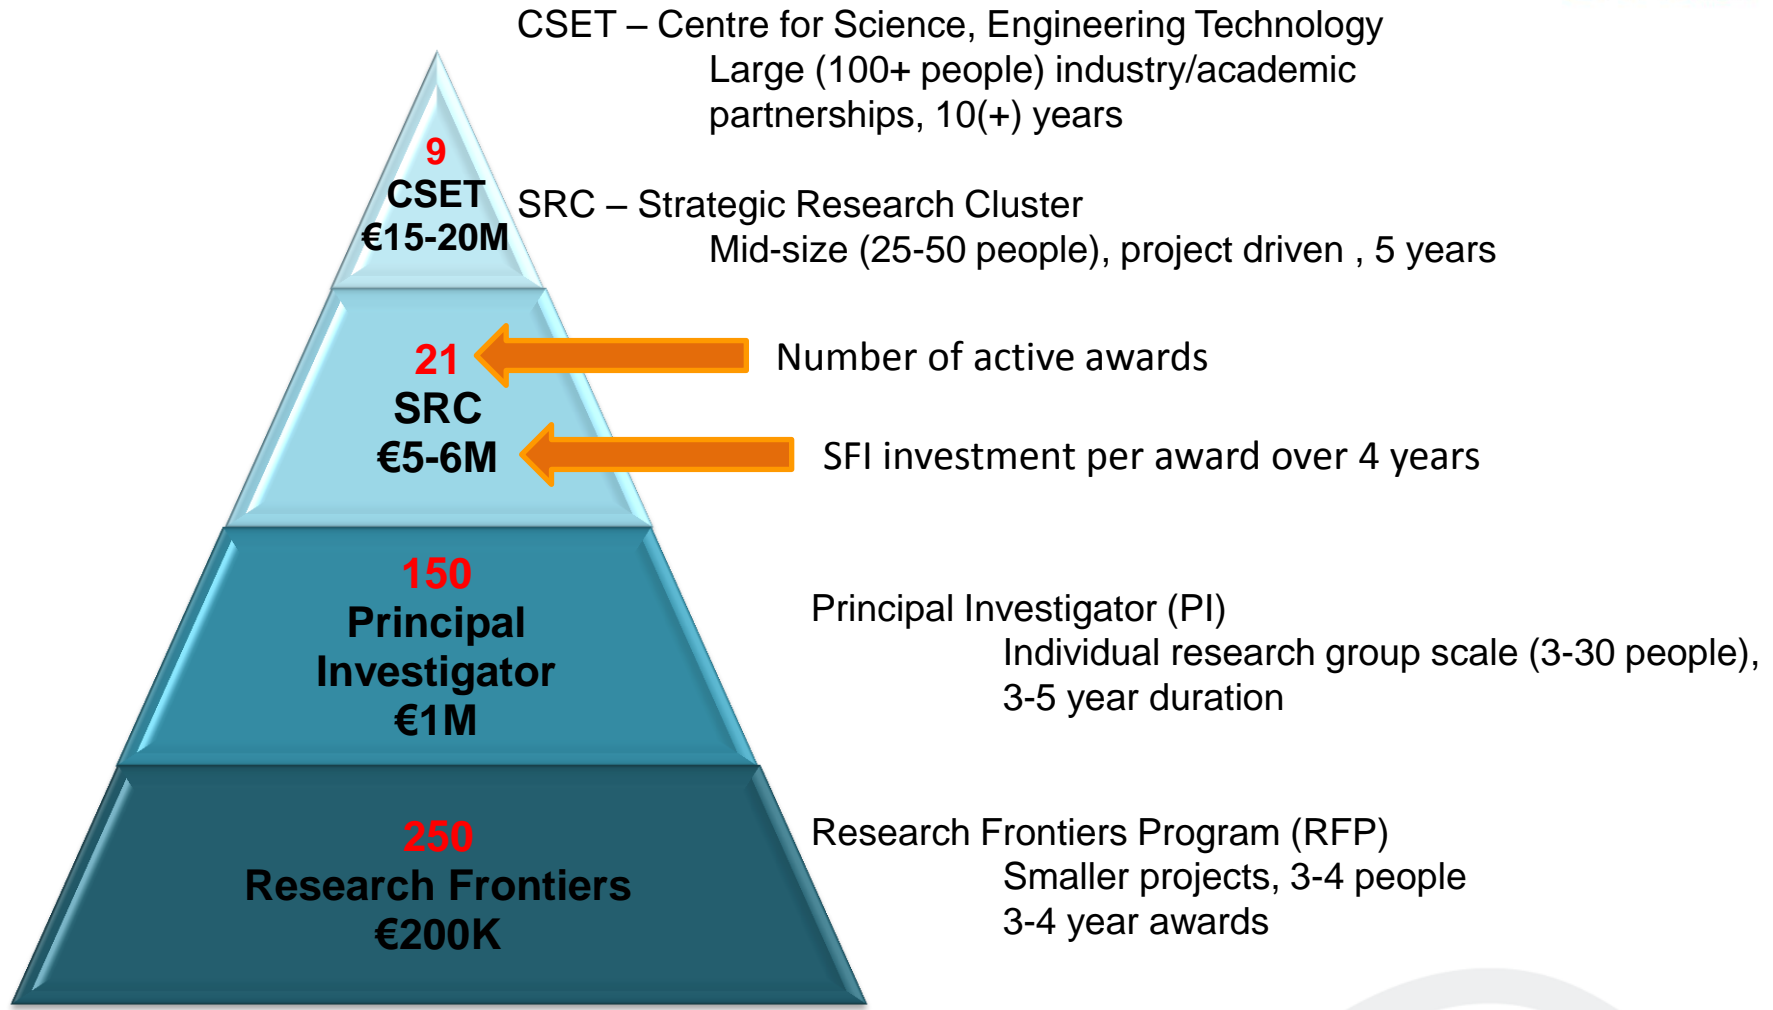 CSET – Centre for Science, Engineering Technology
Large (100+ people) industry/academic
partnerships, 10(+) years
9
CSET
€15-20M
SRC – Strategic Research Cluster
Mid-size (25-50 people), project driven , 5 years
21
SRC
€5-6M
Number of active awards
SFI investment per award over 4 years
150
Principal
Investigator
€1M
Principal Investigator (PI)
Individual research group scale (3-30 people),
3-5 year duration
250
Research Frontiers
€200K
Research Frontiers Program (RFP)
Smaller projects, 3-4 people
3-4 year awards